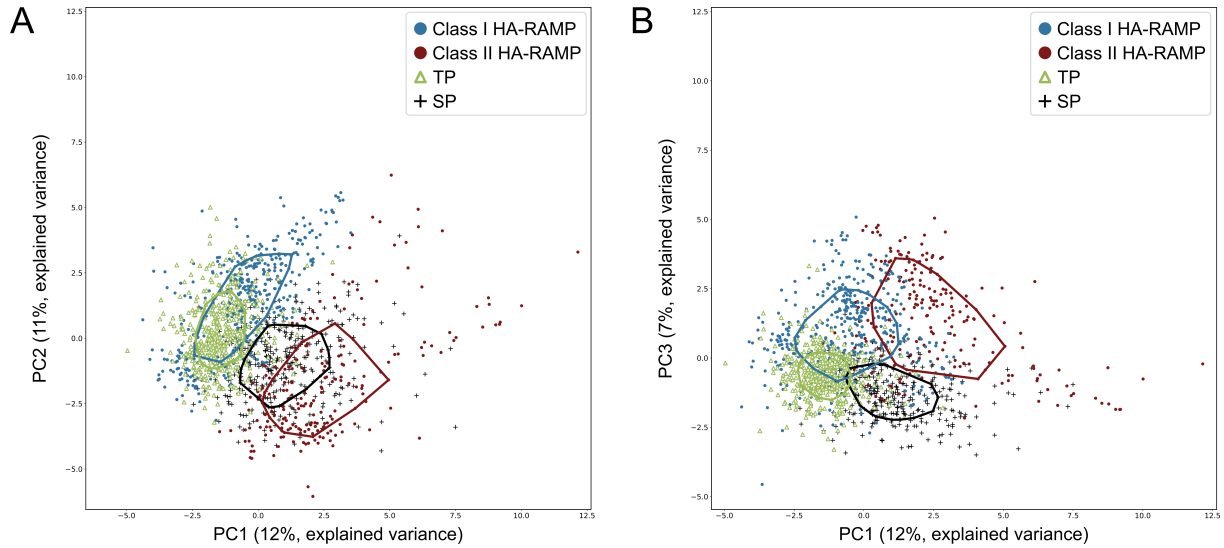 A
12.5
10.0
7.5
5.0
2.5
0.0
−2.5
−5.0
PC2 (11%, explained variance)
−5.0 −2.5 0.0 2.5 5.0 7.5 10.0 12.5
PC1 (12%, explained variance)
Class I HA-RAMP
Class II HA-RAMP
TP
SP
B
12.5
10.0
7.5
5.0
2.5
0.0
−2.5
−5.0
PC3 (7%, explained variance)
−5.0 −2.5 0.0 2.5 5.0 7.5 10.0 12.5
PC1 (12%, explained variance)
Class I HA-RAMP
Class II HA-RAMP
TP
SP